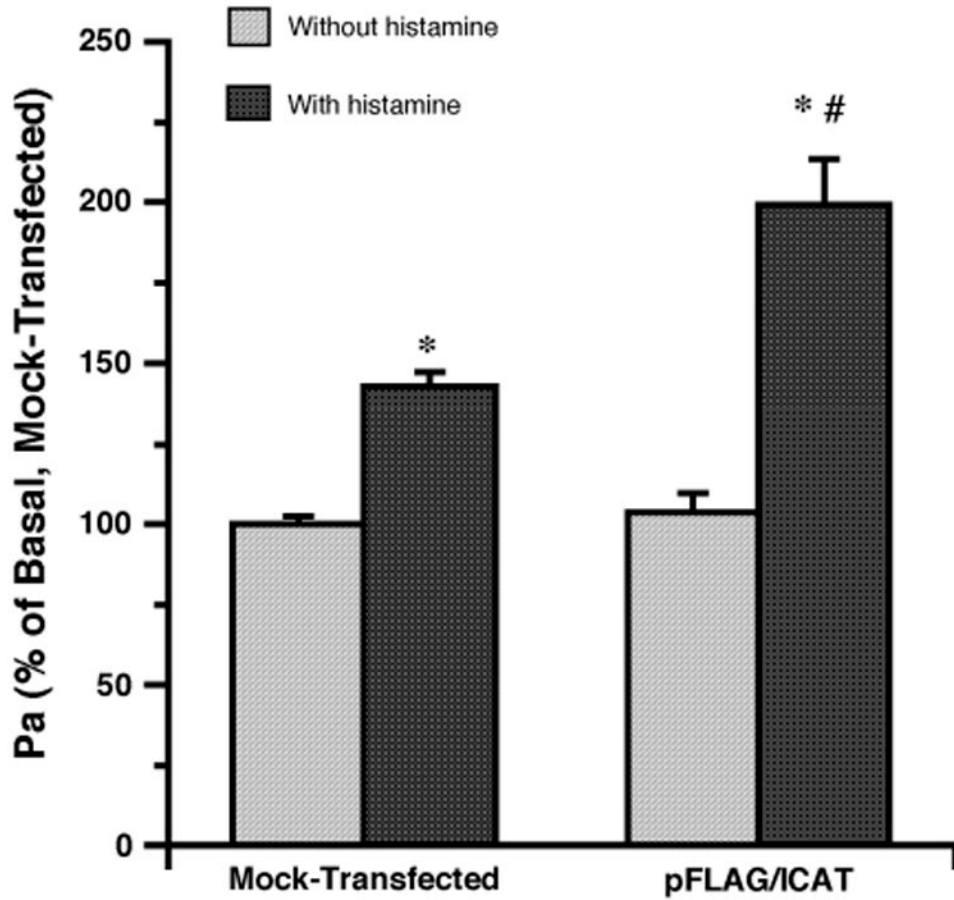 Without histamine
With histamine
Pa (% of Basal, Mock-Transfected)
250
200
150
100
50
0
*
* #
Mock-Transfected
pFLAG/ICAT